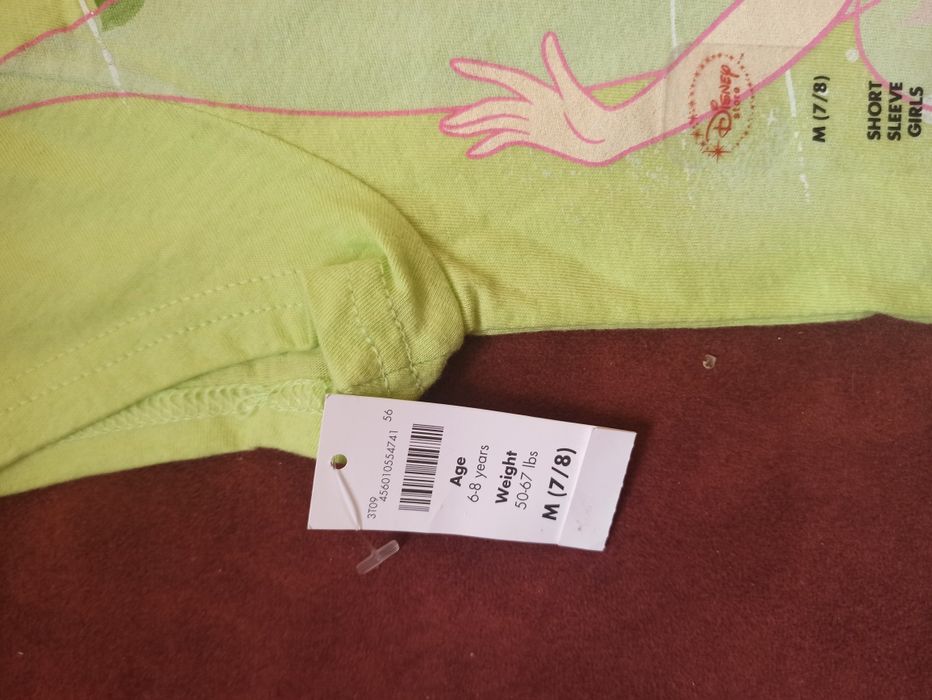 Disney
store
M (7/8)
SHORT
SLEEVE
GIRLS
3T09
456010554741 56
Age
6-8 years
Weight
50-67 lbs
M (7/8)